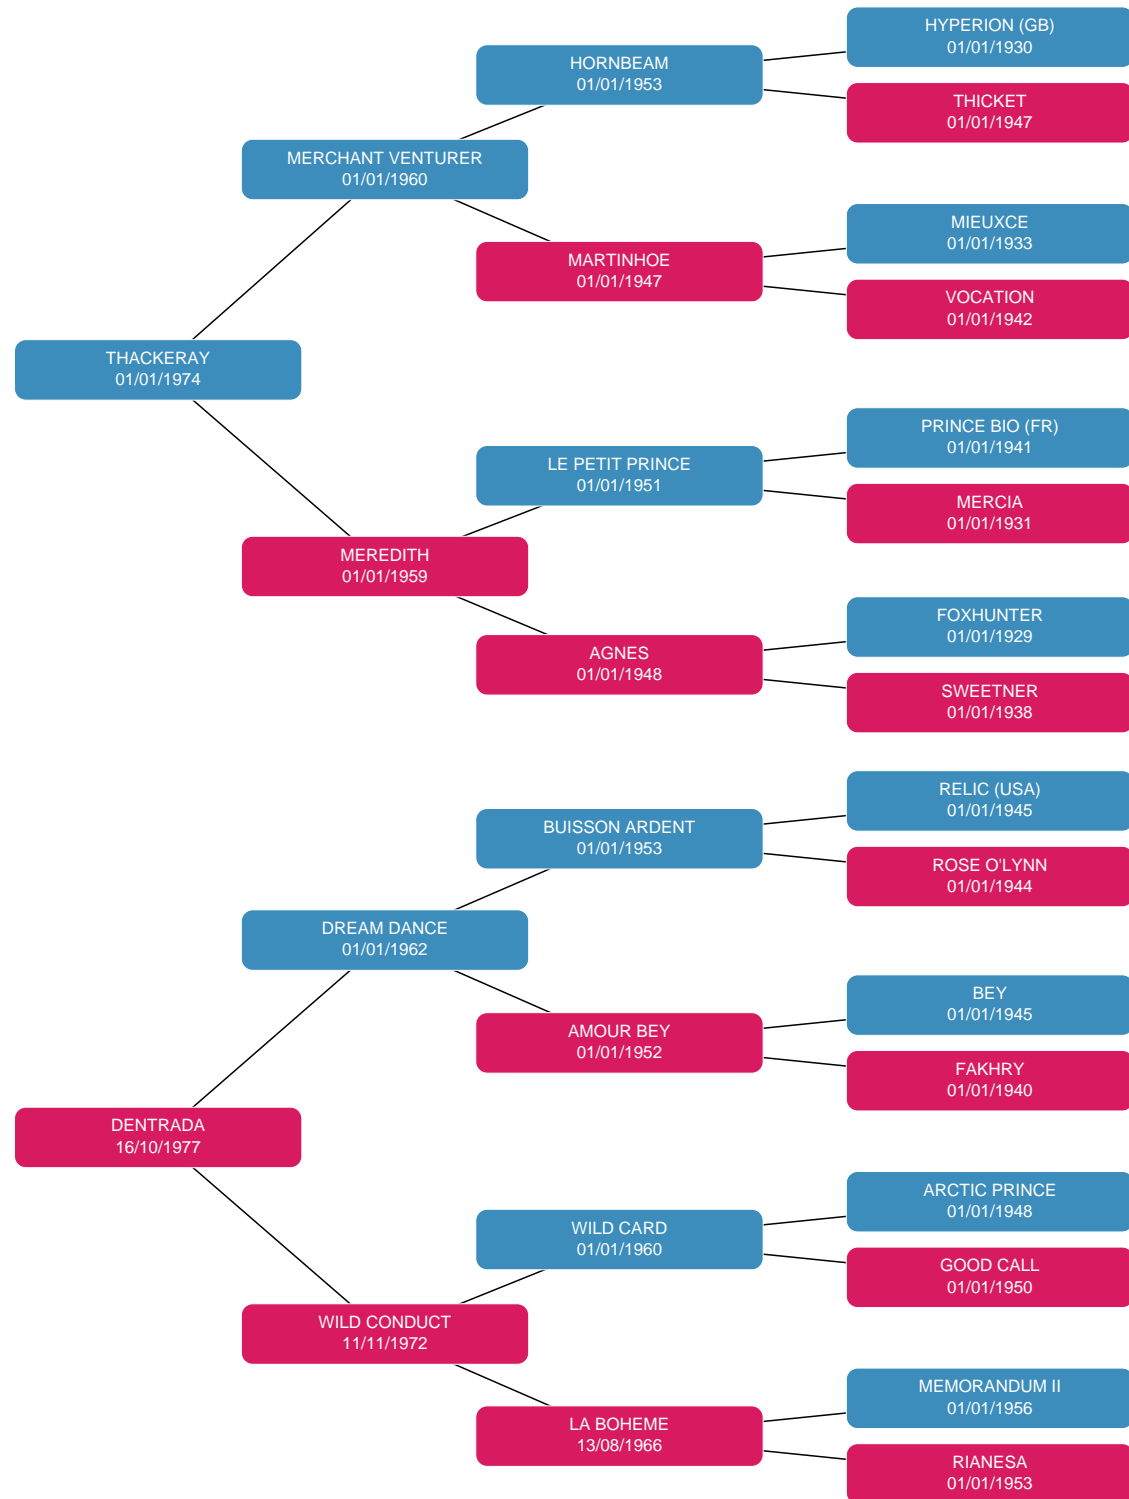 HYPERION (GB)
01/01/1930
HORNBEAM
01/01/1953
THICKET
01/01/1947
MERCHANT VENTURER
01/01/1960
MIEUXCE
01/01/1933
MARTINHOE
01/01/1947
VOCATION
01/01/1942
THACKERAY
01/01/1974
PRINCE BIO (FR)
01/01/1941
LE PETIT PRINCE
01/01/1951
MERCIA
01/01/1931
MEREDITH
01/01/1959
FOXHUNTER
01/01/1929
AGNES
01/01/1948
SWEETNER
01/01/1938
RELIC (USA)
01/01/1945
BUISSON ARDENT
01/01/1953
ROSE O'LYNN
01/01/1944
DREAM DANCE
01/01/1962
BEY
01/01/1945
AMOUR BEY
01/01/1952
FAKHRY
01/01/1940
DENTRADA
16/10/1977
ARCTIC PRINCE
01/01/1948
WILD CARD
01/01/1960
GOOD CALL
01/01/1950
WILD CONDUCT
11/11/1972
MEMORANDUM II
01/01/1956
LA BOHEME
13/08/1966
RIANESA
01/01/1953